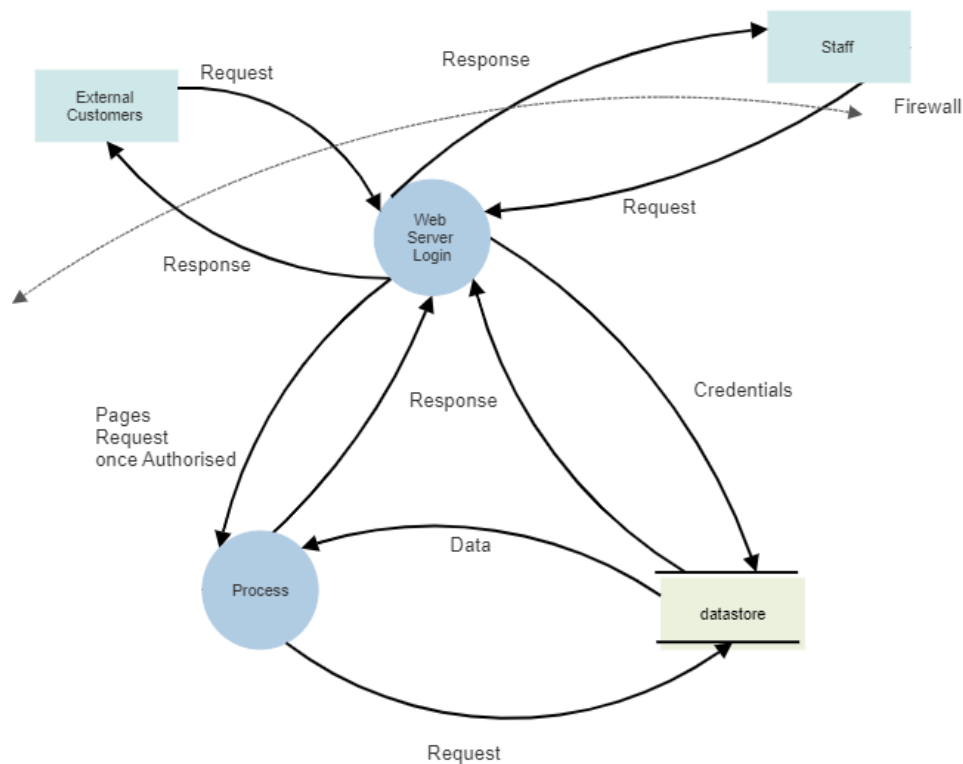 Response
Staff
Request
External
Customers
Firewall
Request
Web
Server
Login
Response
Credentials
Response
Pages
Request
once Authorised
Data
Process
datastore
Request